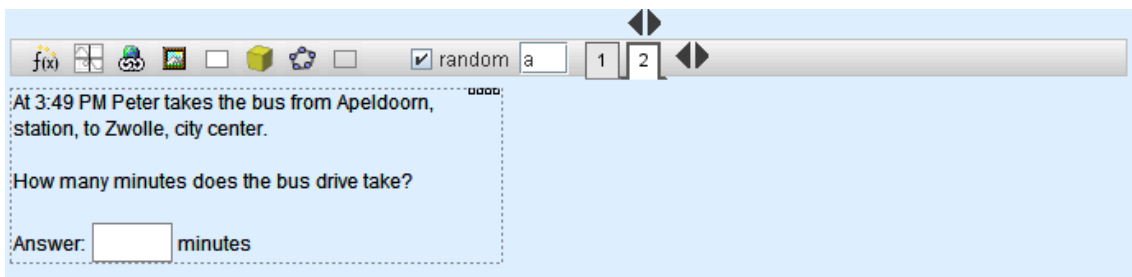 f(x) random a 1 2
At 3:49 PM Peter takes the bus from Apeldoorn,
station, to Zwolle, city center.
How many minutes does the bus drive take?
Answer: minutes